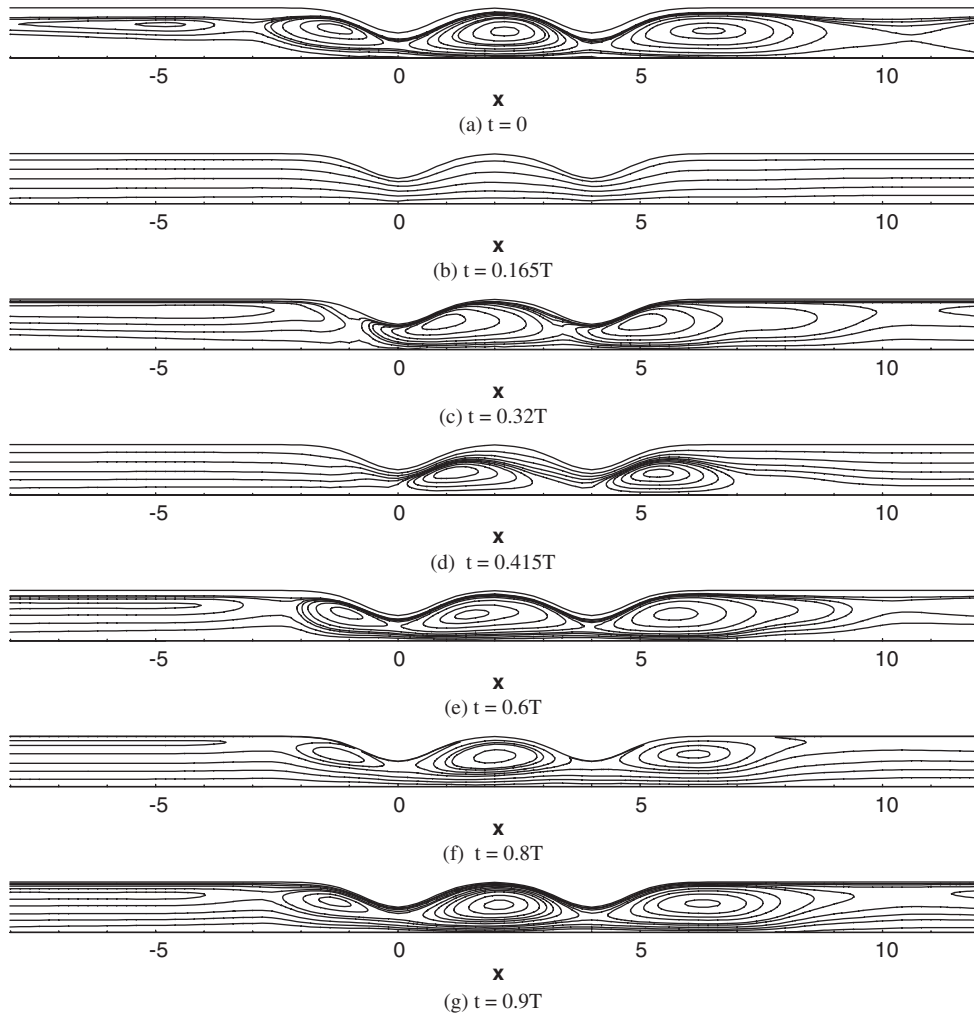 -5 0 5 10
x
(a) t = 0
-5 0 5 10
x
(b) t = 0.165T
-5 0 5 10
x
(c) t = 0.32T
-5 0 5 10
x
(d) t = 0.415T
-5 0 5 10
x
(e) t = 0.6T
-5 0 5 10
x
(f) t = 0.8T
-5 0 5 10
x
(g) t = 0.9T